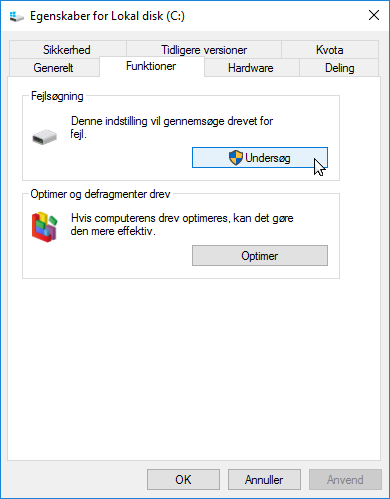 Egenskaber for Lokal disk (C:)
Sikkerhed Tidligere versioner Kvota
Generelt Funktioner Hardware Deling
Fejlsøgning
Denne indstilling vil gennemsøge drevet for
fejl.
Undersøg
Optimer og defragmenter drev
Hvis computerens drev optimeres, kan det gøre
den mere effektiv.
Optimer
OK Annuller Anvend